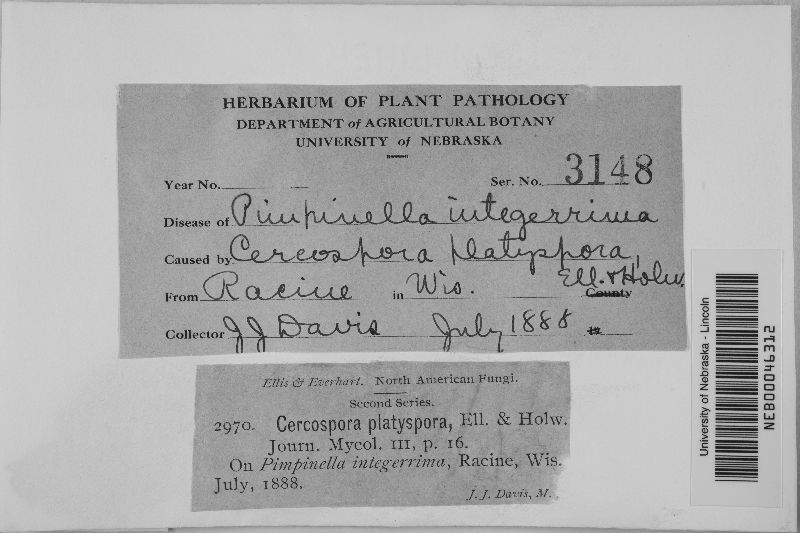 HERBARIUM OF PLANT PATHOLOGY
DEPARTMENT of AGRICULTURAL BOTANY
UNIVERSITY of NEBRASKA
Year No. — Ser. No. 3148
Disease of Pimpinella integerrima
Caused by Cercospora platyspora,
Ell. & Holw.
From Racine in Wis. County
Collector J J Davis July 1888
Ellis & Everhart. North American Fungi.
Second Series.
2970. Cercospora platyspora, Ell. & Holw.
Journ. Mycol. III, p. 16.
On Pimpinella integerrima, Racine, Wis.
July, 1888.
J. J. Davis, M.
University of Nebraska - Lincoln
NEB00046312